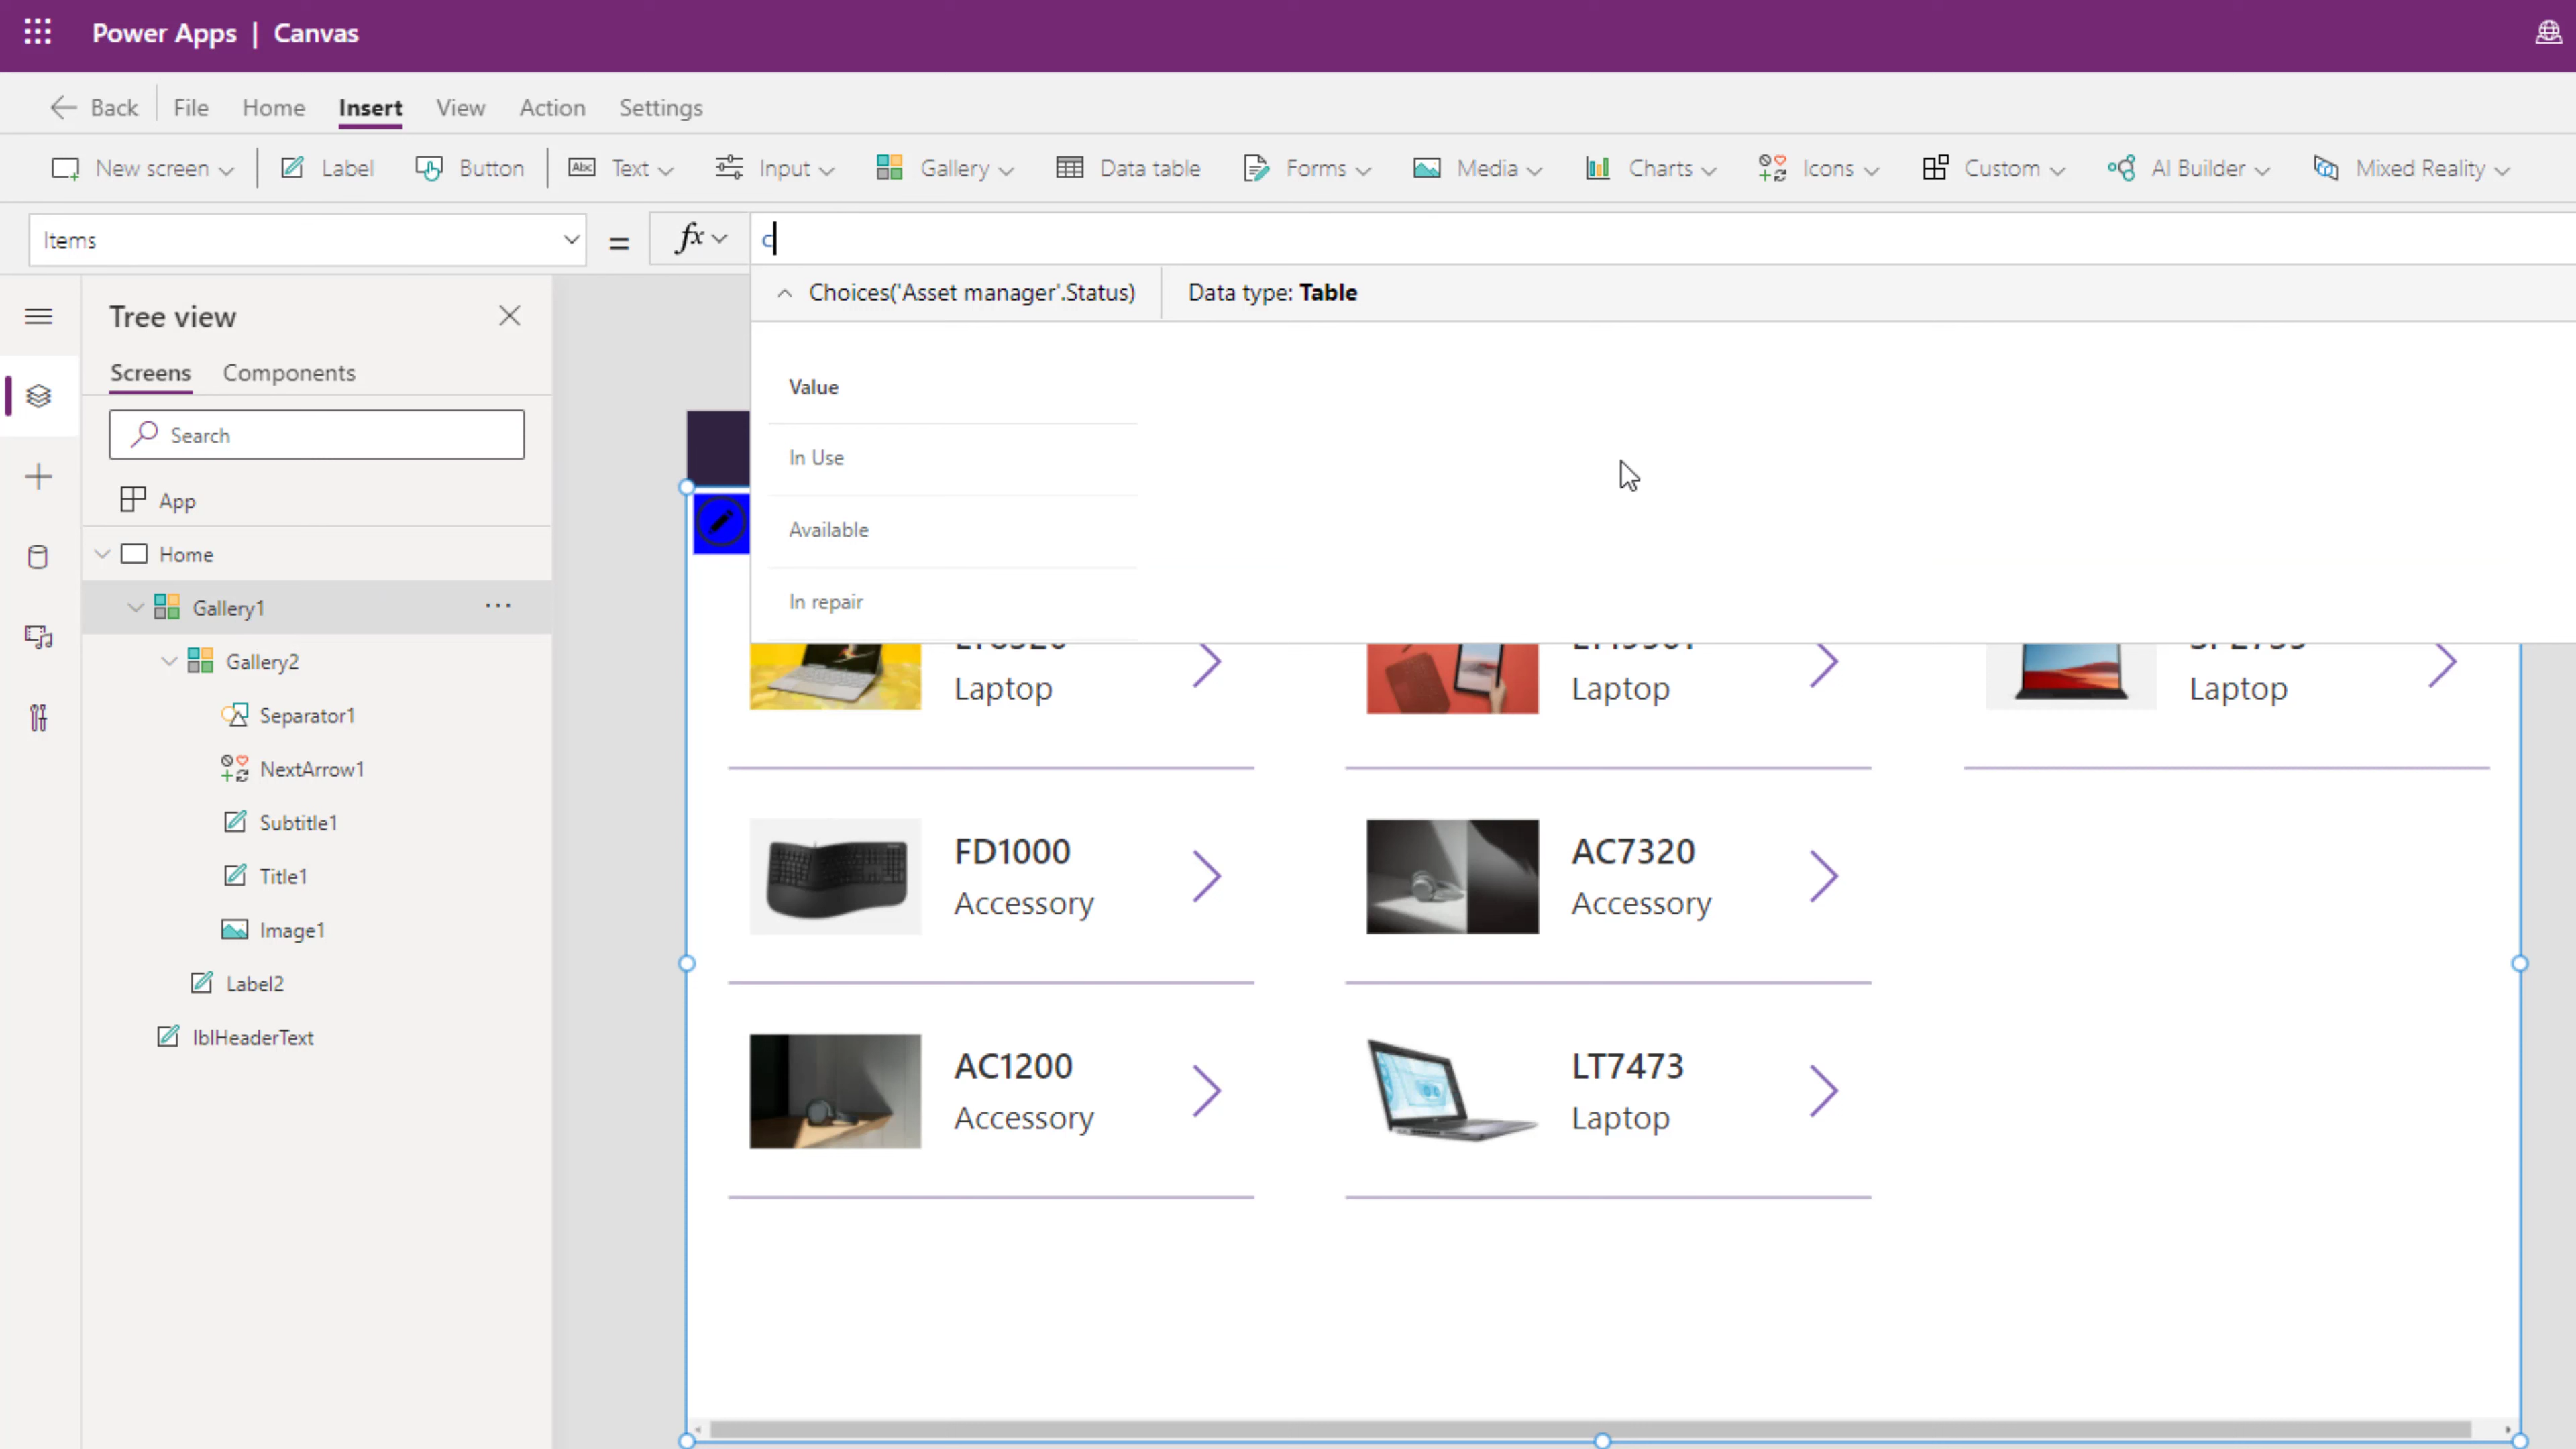 Power Apps | Canvas
Back File Home Insert View Action Settings
New screen Label Button Abc Text Input Gallery Data table Forms Media Charts Icons Custom AI Builder Mixed Reality
Items = fx c
Choices('Asset manager'.Status) Data type: Table
Tree view
Screens Components
Value
Search
In Use
App
Available
Home
In repair
Gallery1 ...
Gallery2
Laptop Laptop Laptop
Separator1
NextArrow1
Subtitle1
FD1000 AC7320
Title1
Accessory Accessory
Image1
Label2
lblHeaderText
AC1200 LT7473
Accessory Laptop